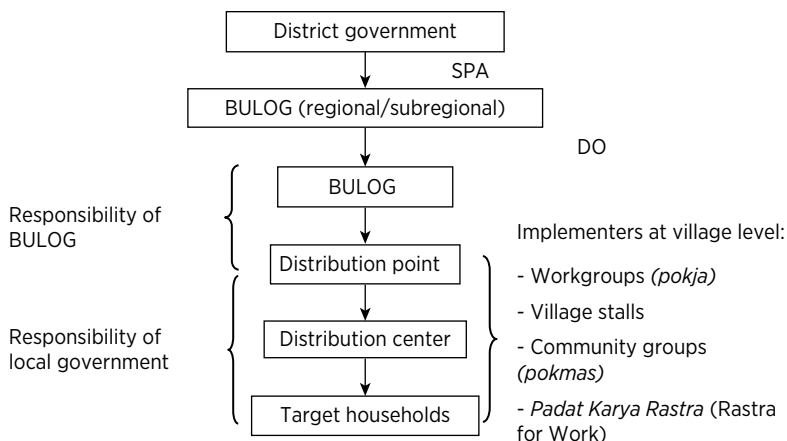 District government
SPA
BULOG (regional/subregional)
DO
BULOG
Responsibility of
BULOG
Distribution point
Distribution center
Responsibility of
local government
Target households
Implementers at village level:
- Workgroups (pokja)
- Village stalls
- Community groups
(pokmas)
- Padat Karya Rastra (Rastra
for Work)